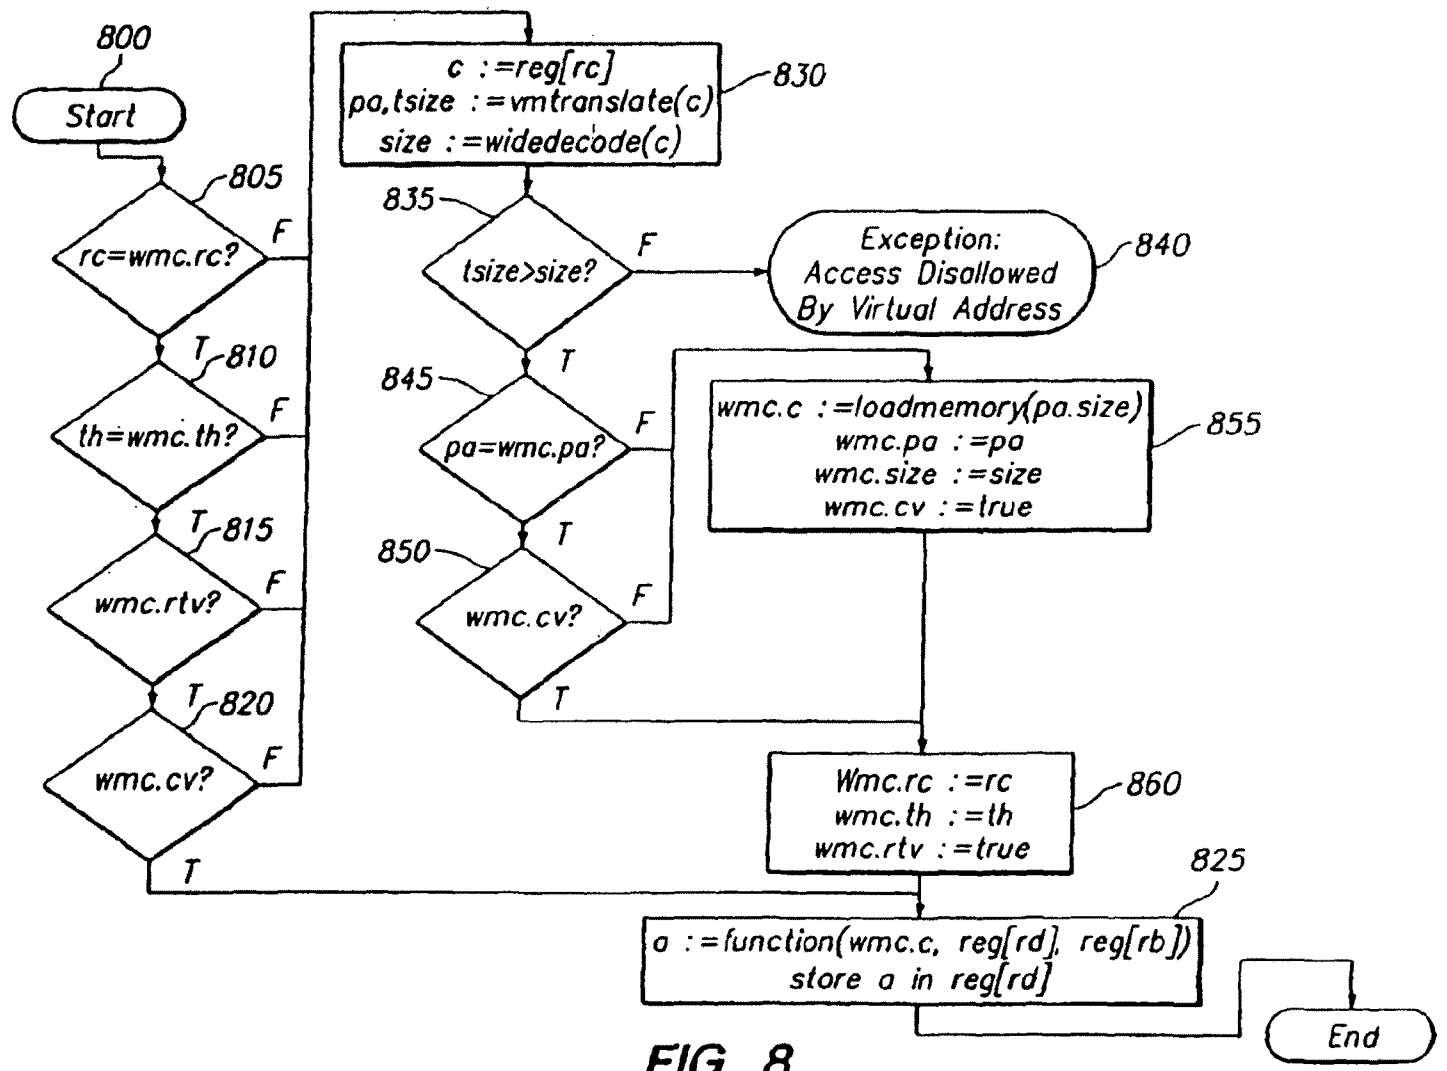 800
Start
805
rc=wmc.rc?
F
T
810
th=wmc.th?
F
T
815
wmc.rtv?
F
T
820
wmc.cv?
F
T
c :=reg[rc]
pa,tsize :=vmtranslate(c)
size :=widedecode(c)
830
835
tsize>size?
F
T
Exception:
Access Disallowed
By Virtual Address
840
845
pa=wmc.pa?
F
T
850
wmc.cv?
F
T
wmc.c :=loadmemory(pa.size)
wmc.pa :=pa
wmc.size :=size
wmc.cv :=true
855
Wmc.rc :=rc
wmc.th :=th
wmc.rtv :=true
860
825
a :=function(wmc.c, reg[rd], reg[rb])
store a in reg[rd]
End
FIG. 8